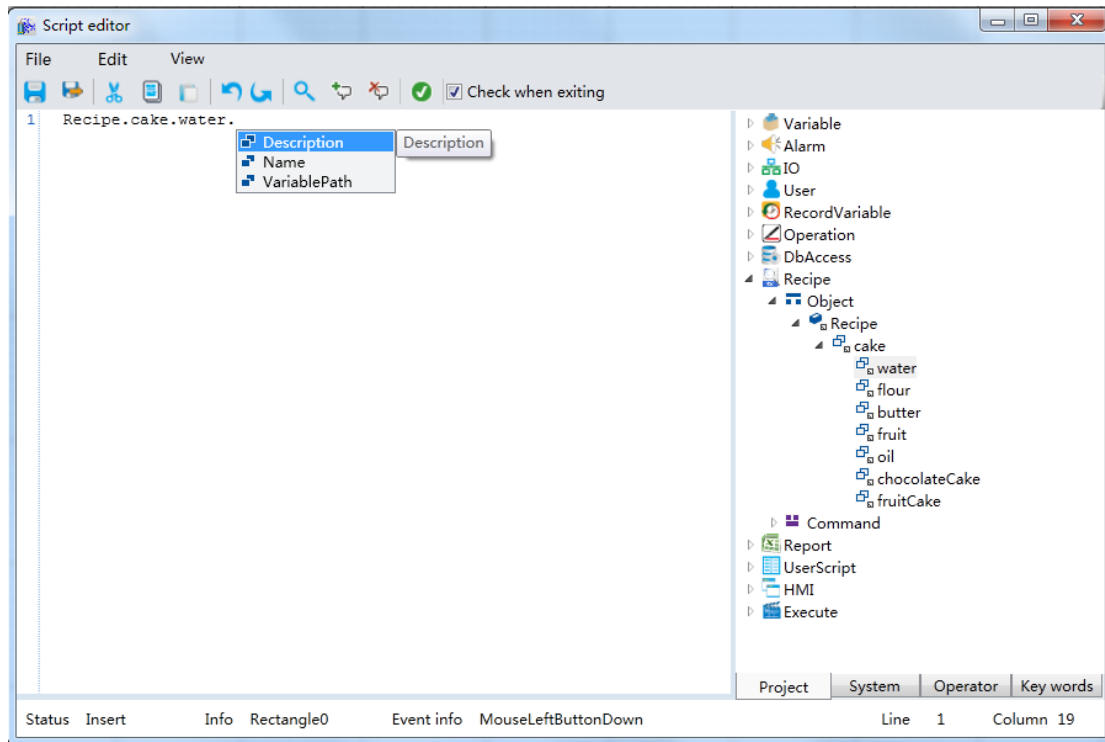 Script editor
File Edit View
Check when exiting
1 Recipe.cake.water.
Description Description
Name
VariablePath
Variable
Alarm
IO
User
RecordVariable
Operation
DbAccess
Recipe
Object
Recipe
cake
water
flour
butter
fruit
oil
chocolateCake
fruitCake
Command
Report
UserScript
HMI
Execute
Project System Operator Key words
Status Insert Info Rectangle0 Event info MouseLeftButtonDown Line 1 Column 19